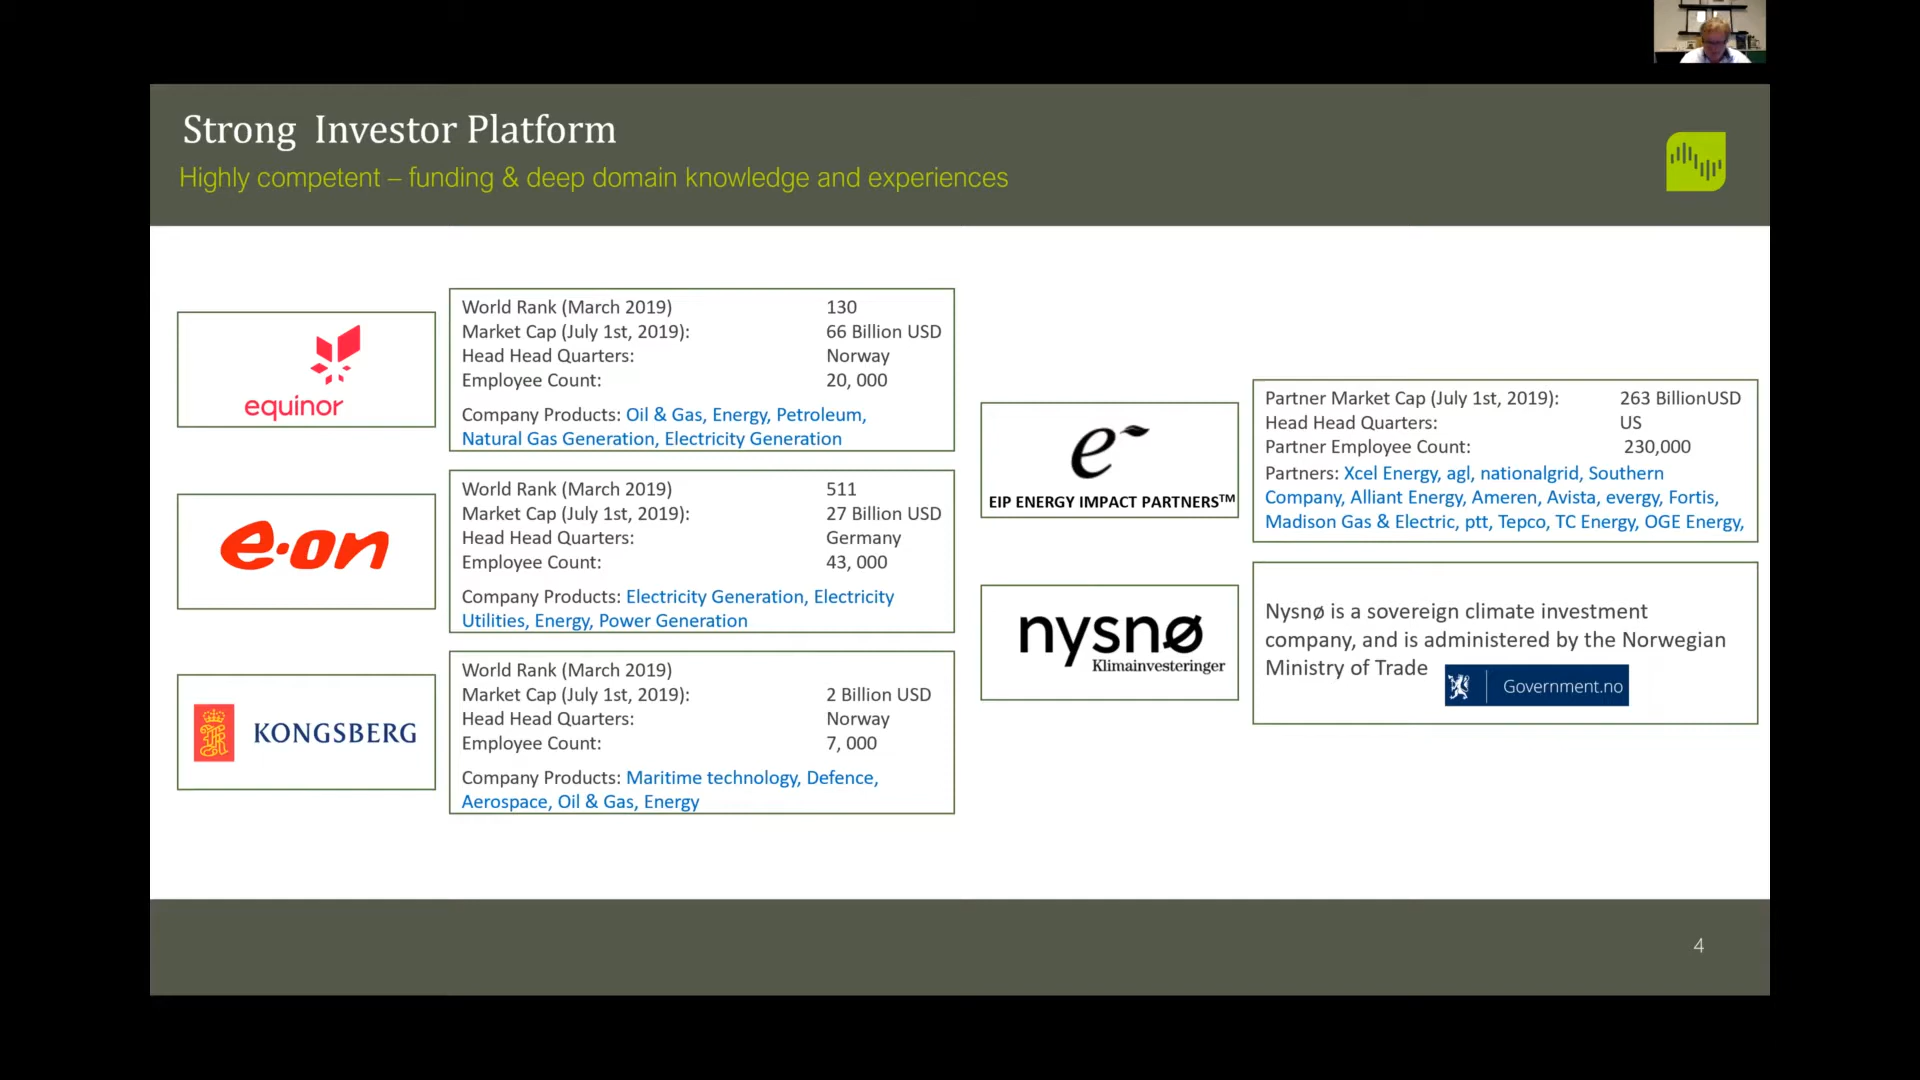 Strong  Investor Platform
Highly competent – funding & deep domain knowledge and experiences
equinor
World Rank (March 2019) 130
Market Cap (July 1st, 2019): 66 Billion USD
Head Head Quarters: Norway
Employee Count: 20, 000
Company Products: Oil & Gas, Energy, Petroleum,
Natural Gas Generation, Electricity Generation
e·on
World Rank (March 2019) 511
Market Cap (July 1st, 2019): 27 Billion USD
Head Head Quarters: Germany
Employee Count: 43, 000
Company Products: Electricity Generation, Electricity
Utilities, Energy, Power Generation
KONGSBERG
World Rank (March 2019)
Market Cap (July 1st, 2019): 2 Billion USD
Head Head Quarters: Norway
Employee Count: 7, 000
Company Products: Maritime technology, Defence,
Aerospace, Oil & Gas, Energy
e
EIP ENERGY IMPACT PARTNERS™
Partner Market Cap (July 1st, 2019): 263 BillionUSD
Head Head Quarters: US
Partner Employee Count: 230,000
Partners: Xcel Energy, agl, nationalgrid, Southern
Company, Alliant Energy, Ameren, Avista, evergy, Fortis,
Madison Gas & Electric, ptt, Tepco, TC Energy, OGE Energy,
nysnø
Klimainvesteringer
Nysnø is a sovereign climate investment
company, and is administered by the Norwegian
Ministry of Trade
Government.no
4